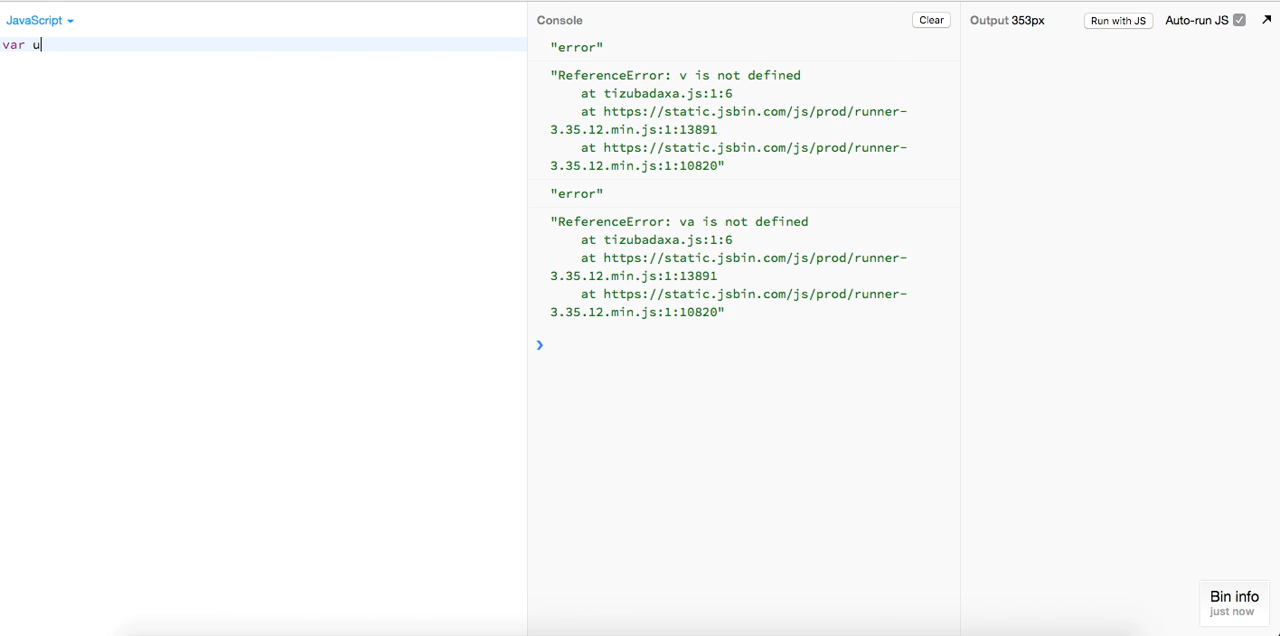 JavaScript
var u
Console
Clear
"error"
"ReferenceError: v is not defined
at tizubadaxa.js:1:6
at https://static.jsbin.com/js/prod/runner-
3.35.12.min.js:1:13891
at https://static.jsbin.com/js/prod/runner-
3.35.12.min.js:1:10820"
"error"
"ReferenceError: va is not defined
at tizubadaxa.js:1:6
at https://static.jsbin.com/js/prod/runner-
3.35.12.min.js:1:13891
at https://static.jsbin.com/js/prod/runner-
3.35.12.min.js:1:10820"
Output 353px
Run with JS
Auto-run JS
Bin info
just now